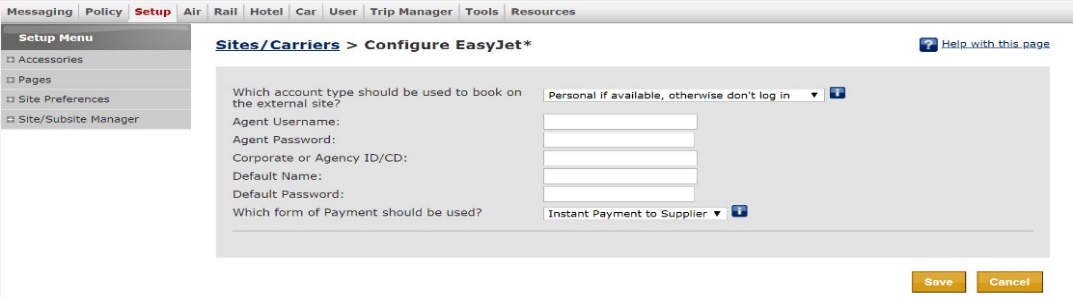 Messaging Policy Setup Air Rail Hotel Car User Trip Manager Tools Resources
Setup Menu
Accessories
Pages
Site Preferences
Site/Subsite Manager
Sites/Carriers > Configure EasyJet*
? Help with this page
Which account type should be used to book on
the external site?
Personal if available, otherwise don't log in
Agent Username:
Agent Password:
Corporate or Agency ID/CD:
Default Name:
Default Password:
Which form of Payment should be used? Instant Payment to Supplier
Save Cancel